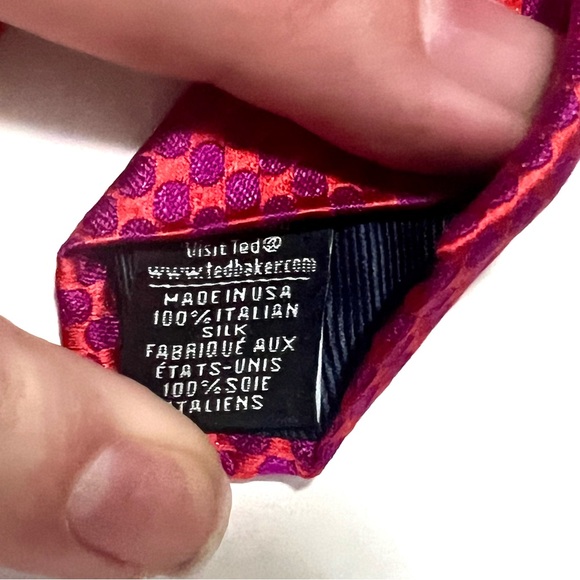 Visit Ted@
www.tedbaker.com
MADE IN USA
100% ITALIAN
SILK
FABRIQUÉ AUX
ÉTATS-UNIS
100% SOIE
ITALIENS